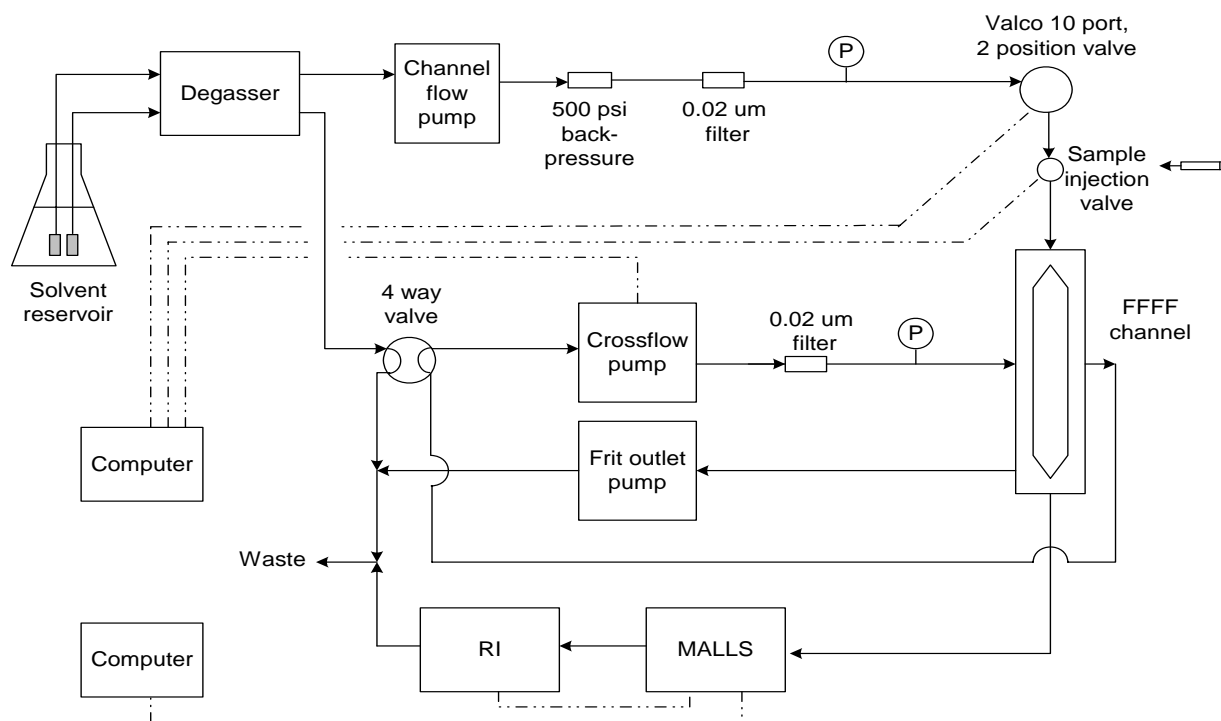 Valco 10 port,
2 position valve
P
Channel
flow
pump
Degasser
500 psi
back-
pressure
0.02 um
filter
Sample
injection
valve
Solvent
reservoir
4 way
valve
0.02 um
filter
P
FFFF
channel
Crossflow
pump
Computer
Frit outlet
pump
Waste
Computer
RI
MALLS